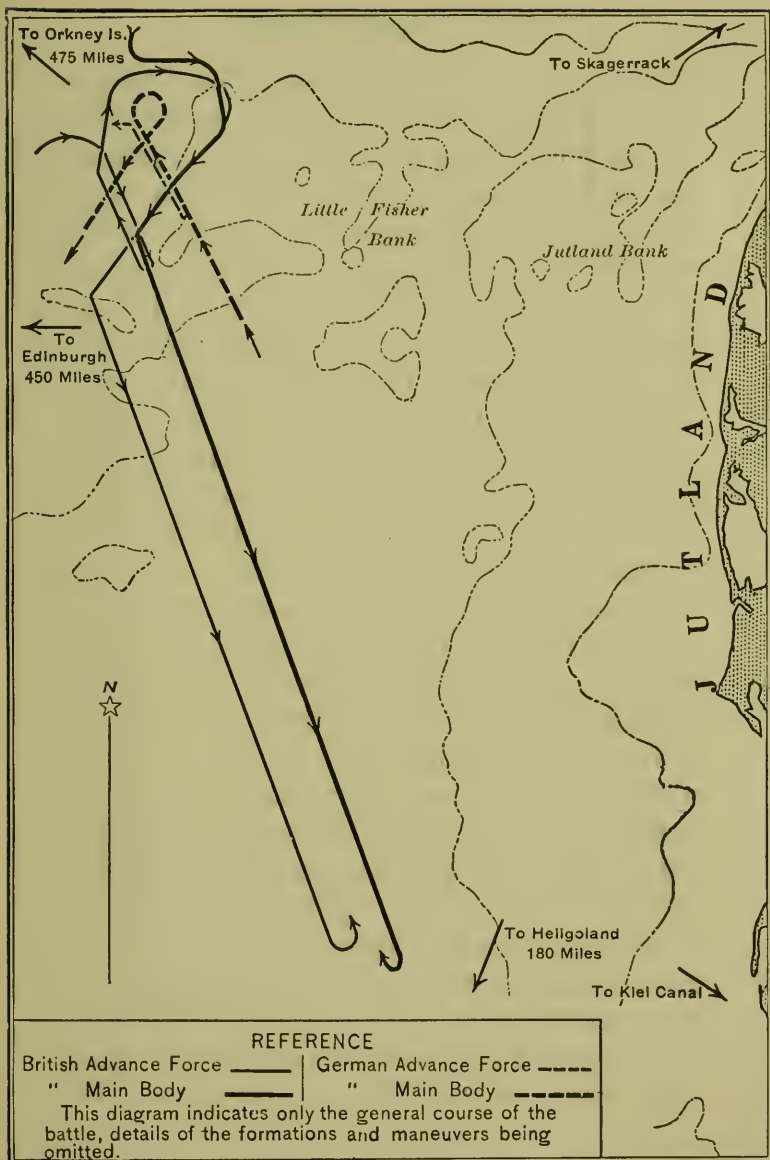 To Orkney Is.
475 Miles
To Skagerrack
Little Fisher
Bank
Jutland Bank
To
Edinburgh
450 Miles
JUTLAND
N
To Heligoland
180 Miles
To Kiel Canal
REFERENCE
British Advance Force
" Main Body
German Advance Force
" Main Body
This diagram indicates only the general course of the
battle, details of the formations and maneuvers being
omitted.